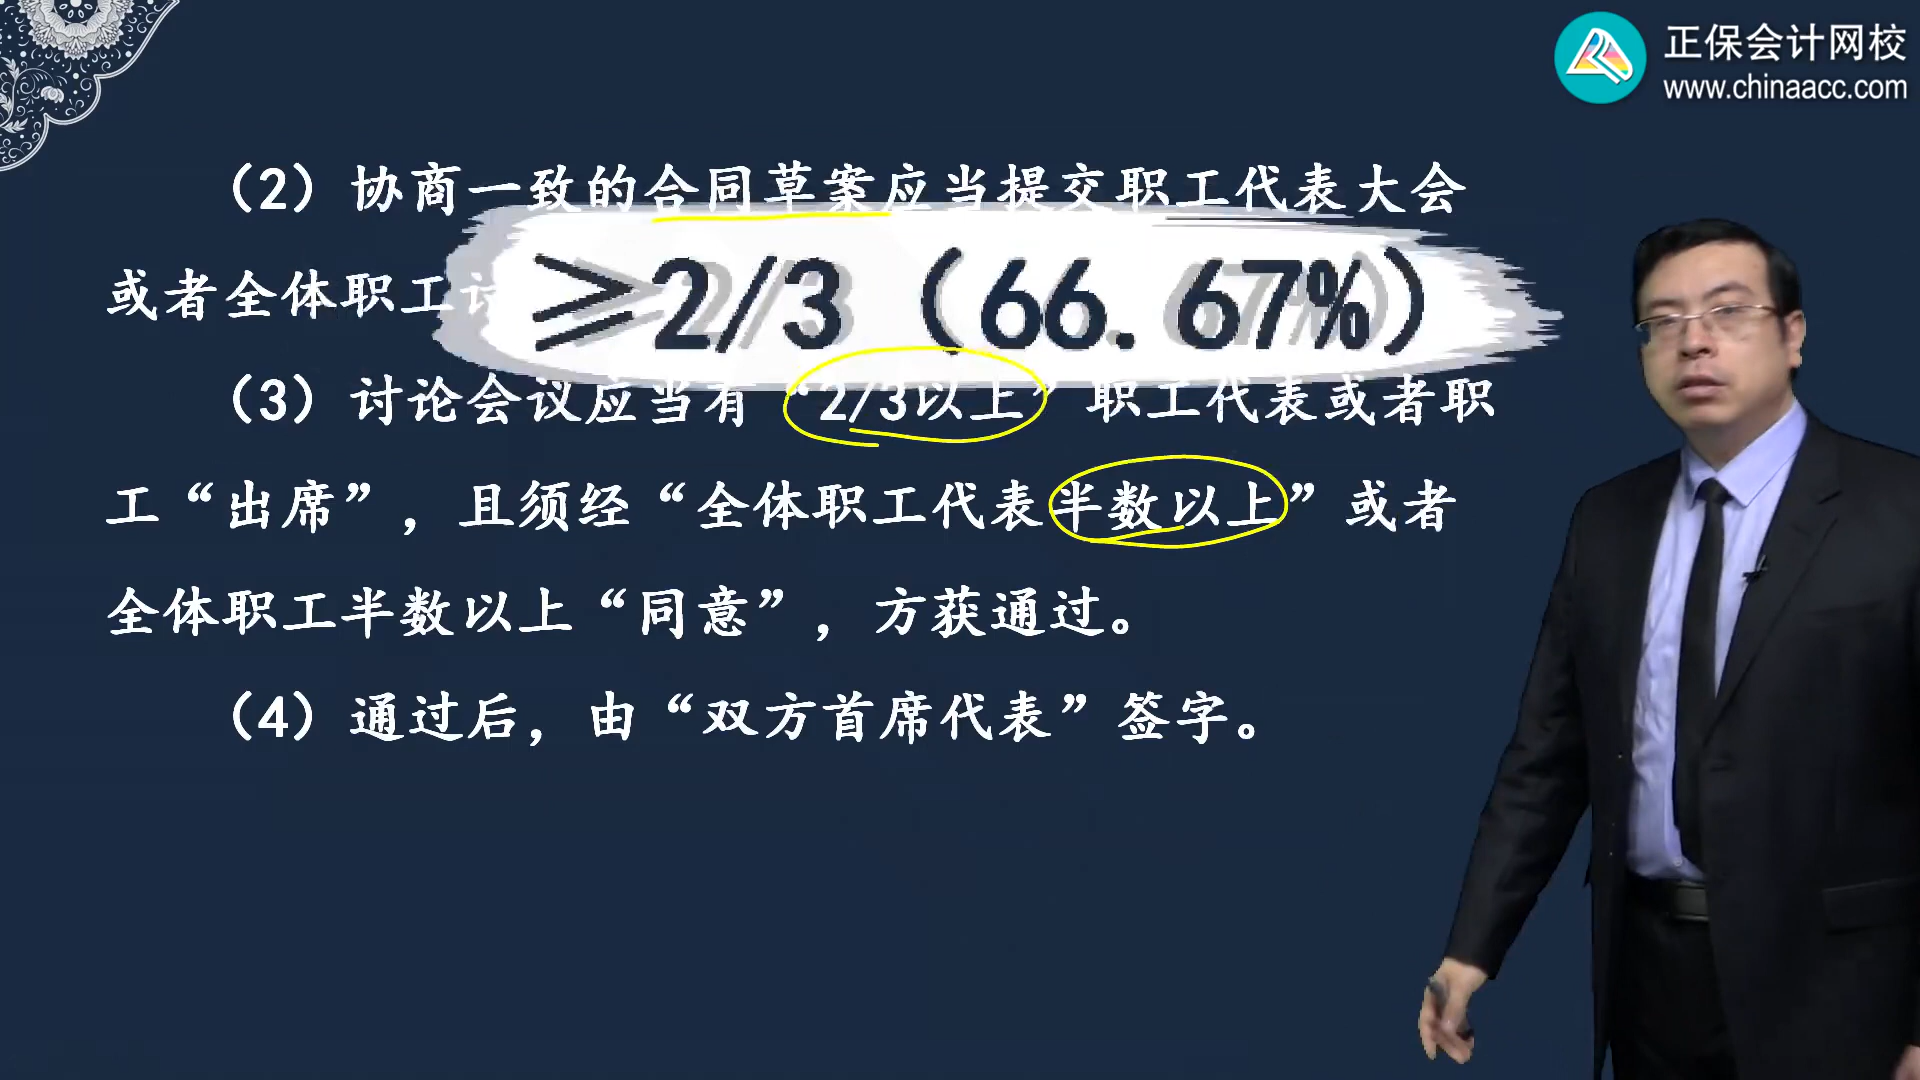 正保会计网校
www.chinaacc.com
（2）协商一致的合同草案应当提交职工代表大会
或者全体职工
≥2/3（66.67%）
（3）讨论会议应当有“2/3以上”职工代表或者职
工“出席”，且须经“全体职工代表半数以上”或者
全体职工半数以上“同意”，方获通过。
（4）通过后，由“双方首席代表”签字。